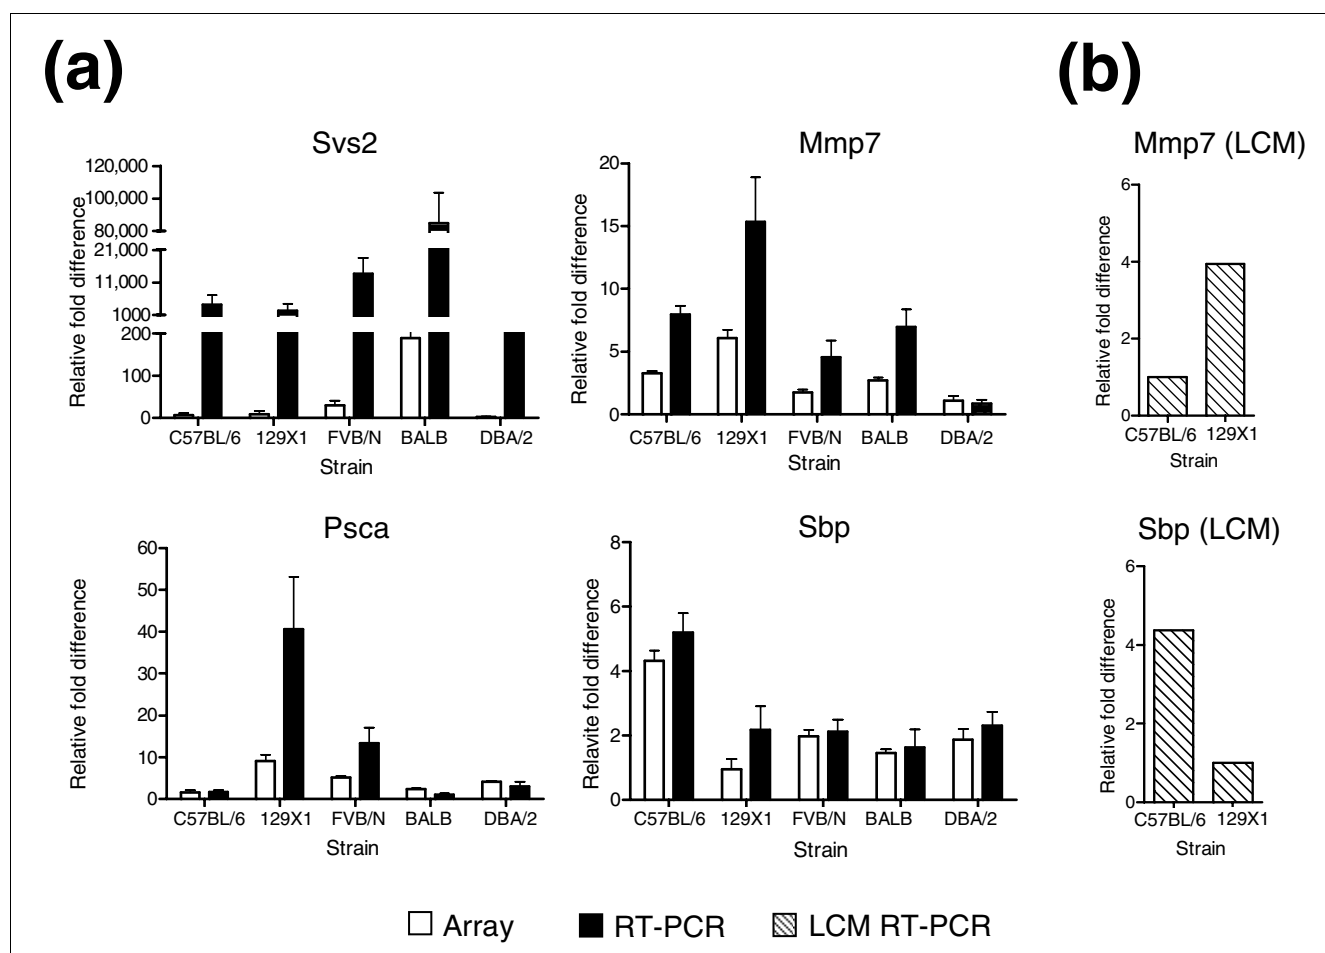 (a)
(b)
Svs2
120,000
100,000
80,000
21,000
11,000
1000
200
100
0
Relative fold difference
C57BL/6 129X1 FVB/N BALB DBA/2
Strain
Mmp7
20
15
10
5
0
Relative fold difference
C57BL/6 129X1 FVB/N BALB DBA/2
Strain
Mmp7 (LCM)
6
4
2
0
Relative fold difference
C57BL/6 129X1
Strain
Psca
60
50
40
30
20
10
0
Relative fold difference
C57BL/6 129X1 FVB/N BALB DBA/2
Strain
Sbp
8
6
4
2
0
Relavite fold difference
C57BL/6 129X1 FVB/N BALB DBA/2
Strain
Sbp (LCM)
6
4
2
0
Relative fold difference
C57BL/6 129X1
Strain
Array RT-PCR LCM RT-PCR